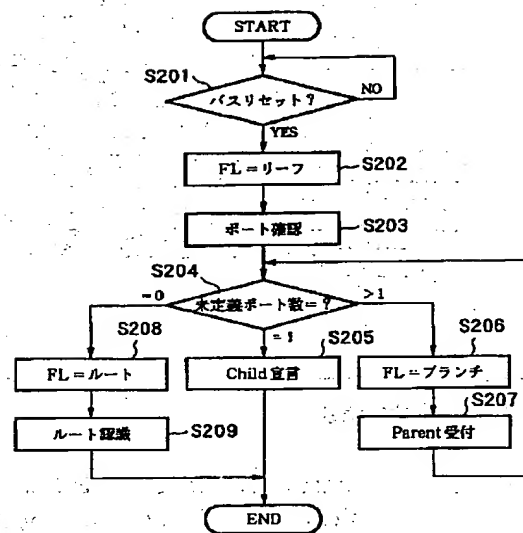 START
S201
バスリセット?
NO
YES
FL=リーフ
S202
ポート確認
S203
S204
未定義ポート数=?
=0
>1
=1
S208
S205
S206
FL=ルート
Child宣言
FL=ブランチ
S207
ルート認識
S209
Parent受付
END